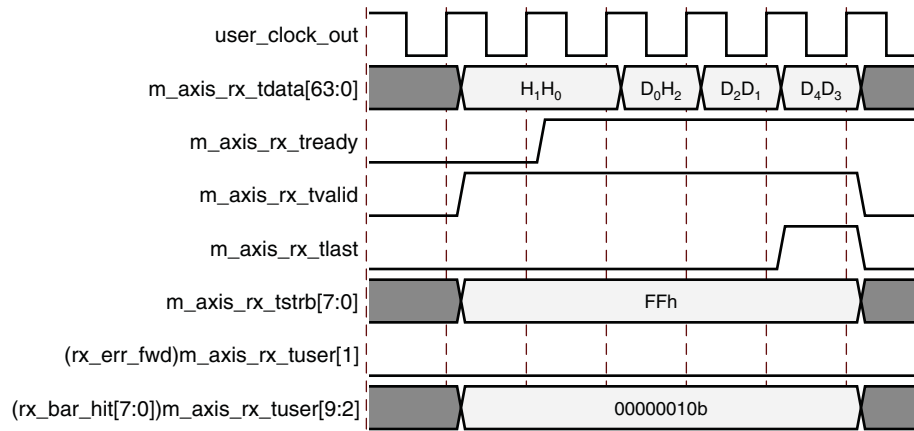 user_clock_out
m_axis_rx_tdata[63:0] H₁H₀ D₀H₂ D₂D₁ D₄D₃
m_axis_rx_tready
m_axis_rx_tvalid
m_axis_rx_tlast
m_axis_rx_tstrb[7:0] FFh
(rx_err_fwd)m_axis_rx_tuser[1]
(rx_bar_hit[7:0])m_axis_rx_tuser[9:2] 00000010b